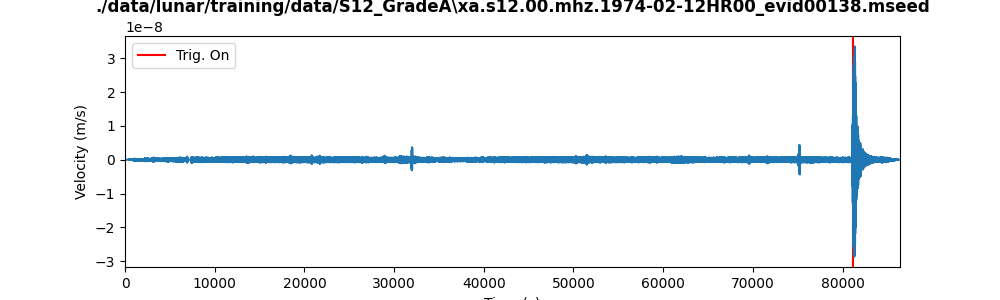 ./data/lunar/training/data/S12_GradeA\xa.s12.00.mhz.1974-02-12HR00_evid00138.mseed
1e−8
Trig. On
3
2
1
0
−1
−2
−3
Velocity (m/s)
0 10000 20000 30000 40000 50000 60000 70000 80000